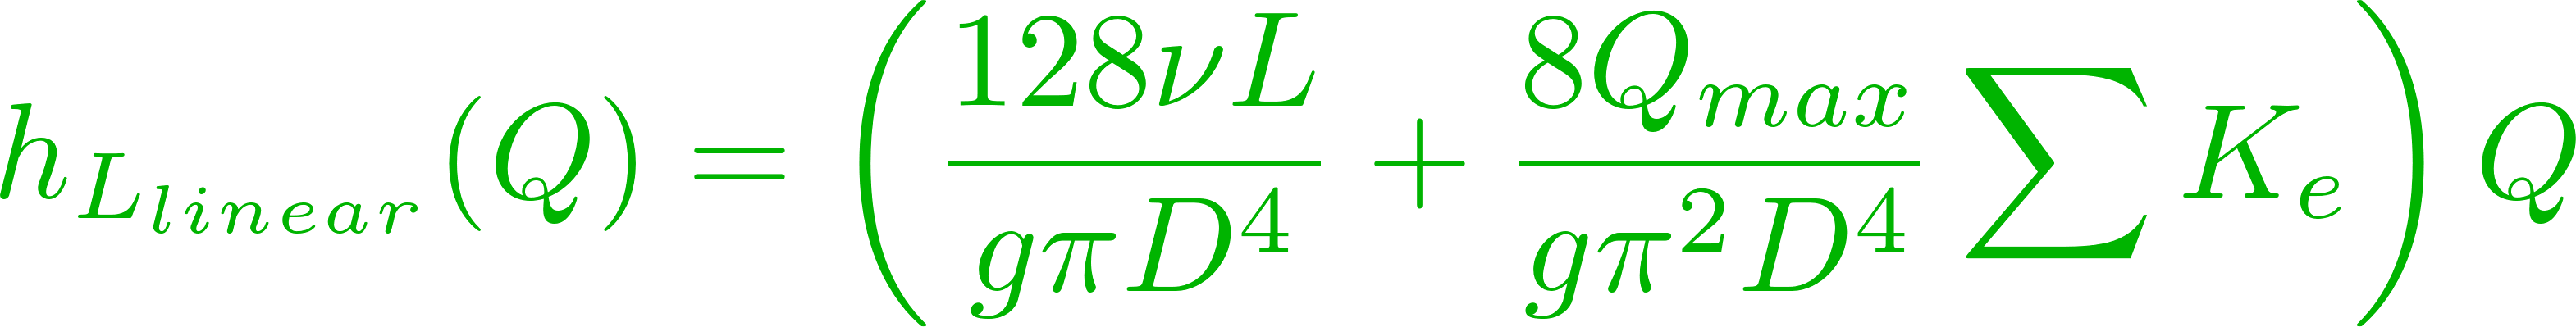 h_{L_{linear}}(Q) = \left( \frac{128 \nu L}{g \pi D^4} + \frac{8 Q_{max}}{g \pi^2 D^4} \sum K_e \right) Q